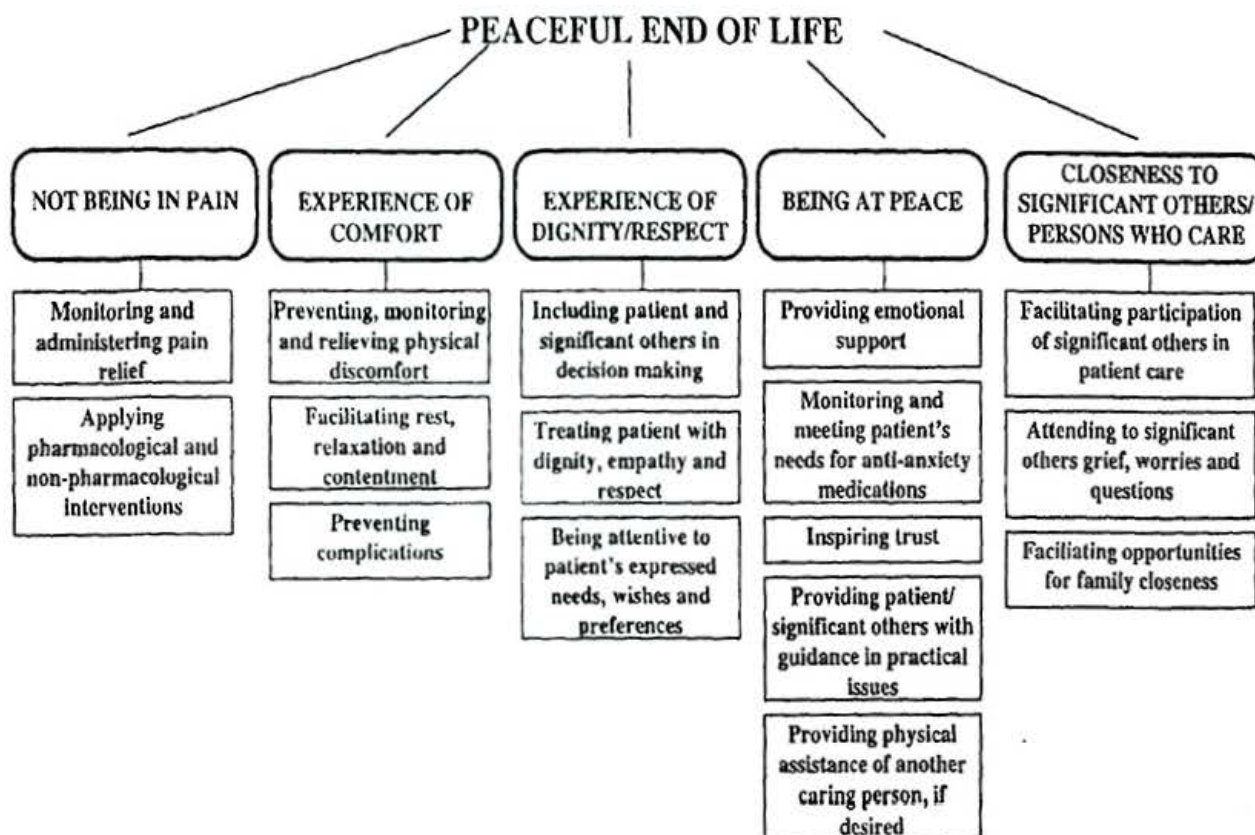 PEACEFUL END OF LIFE
NOT BEING IN PAIN
Monitoring and
administering pain
relief
Applying
pharmacological and
non-pharmacological
interventions
EXPERIENCE OF
COMFORT
Preventing, monitoring
and relieving physical
discomfort
Facilitating rest,
relaxation and
contentment
Preventing
complications
EXPERIENCE OF
DIGNITY/RESPECT
Including patient and
significant others in
decision making
Treating patient with
dignity, empathy and
respect
Being attentive to
patient's expressed
needs, wishes and
preferences
BEING AT PEACE
Providing emotional
support
Monitoring and
meeting patient's
needs for anti-anxiety
medications
Inspiring trust
Providing patient/
significant others with
guidance in practical
issues
Providing physical
assistance of another
caring person, if
desired
CLOSENESS TO
SIGNIFICANT OTHERS/
PERSONS WHO CARE
Facilitating participation
of significant others in
patient care
Attending to significant
others grief, worries and
questions
Faciliating opportunities
for family closeness